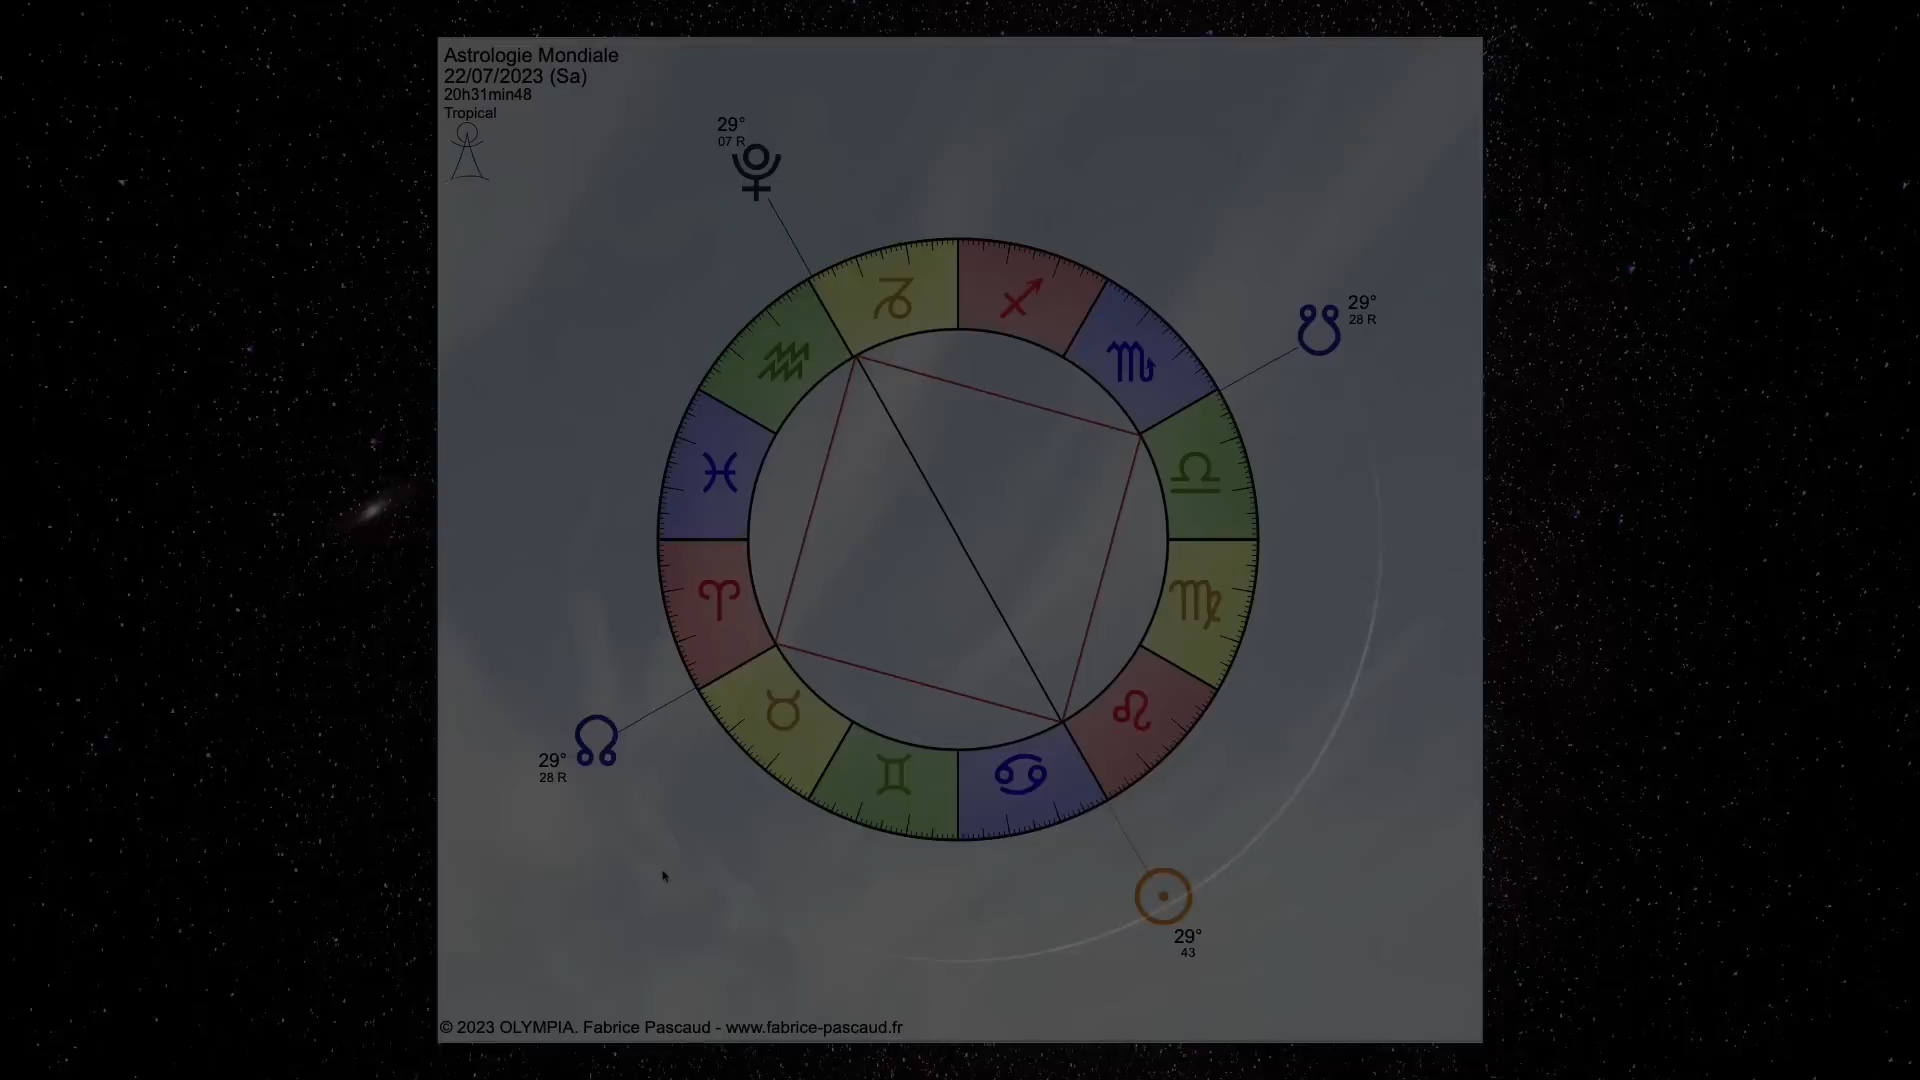 Astrologie Mondiale
22/07/2023 (Sa)
20h31min48
Tropical
29°
07 R
29°
28 R
29°
28 R
29°
43
© 2023 OLYMPIA. Fabrice Pascaud - www.fabrice-pascaud.fr